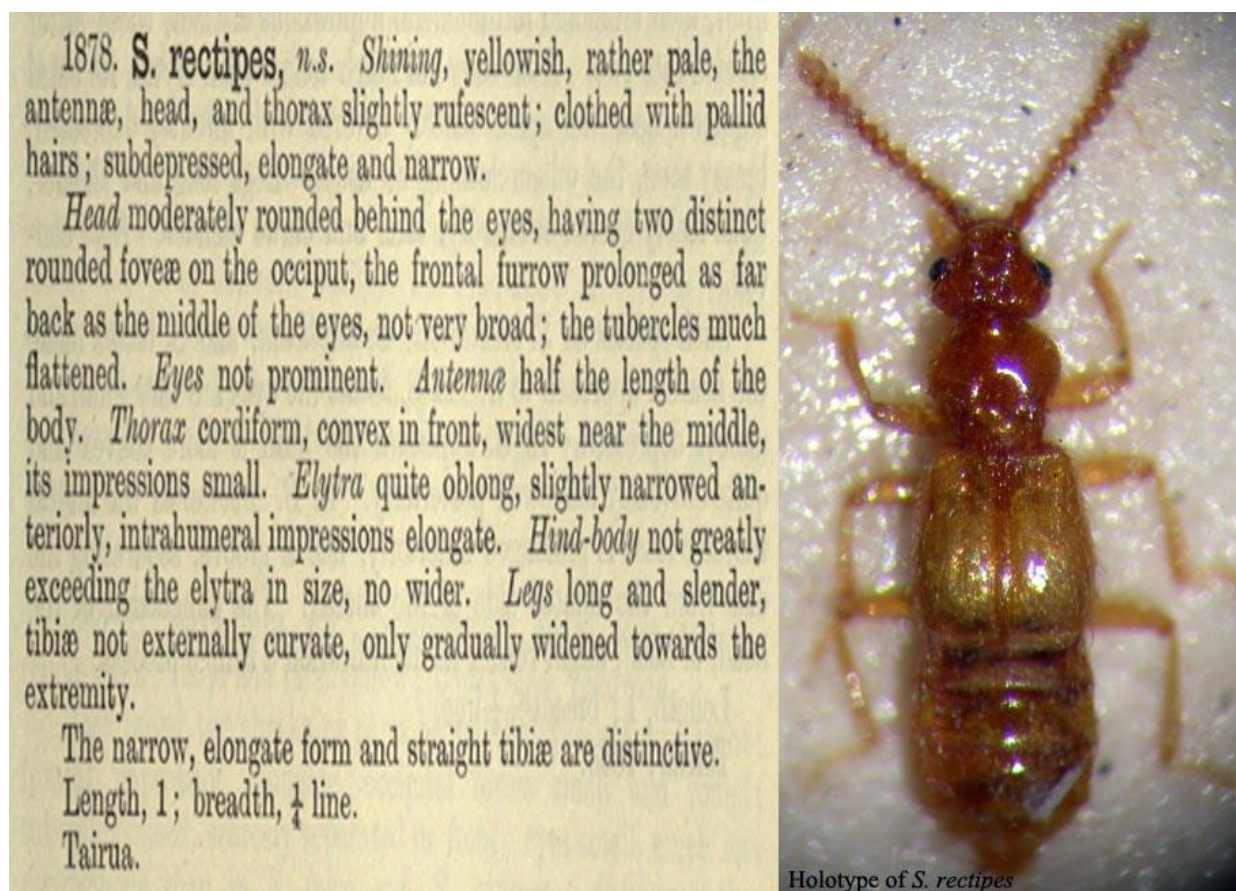 1878. S. rectipes, n.s. Shining, yellowish, rather pale, the
antennæ, head, and thorax slightly rufescent; clothed with pallid
hairs; subdepressed, elongate and narrow.
Head moderately rounded behind the eyes, having two distinct
rounded foveæ on the occiput, the frontal furrow prolonged as far
back as the middle of the eyes, not very broad; the tubercles much
flattened. Eyes not prominent. Antennæ half the length of the
body. Thorax cordiform, convex in front, widest near the middle,
its impressions small. Elytra quite oblong, slightly narrowed an-
teriorly, intrahumeral impressions elongate. Hind-body not greatly
exceeding the elytra in size, no wider. Legs long and slender,
tibiæ not externally curvate, only gradually widened towards the
extremity.
The narrow, elongate form and straight tibiæ are distinctive.
Length, 1; breadth, ¼ line.
Tairua.
Holotype of S. rectipes